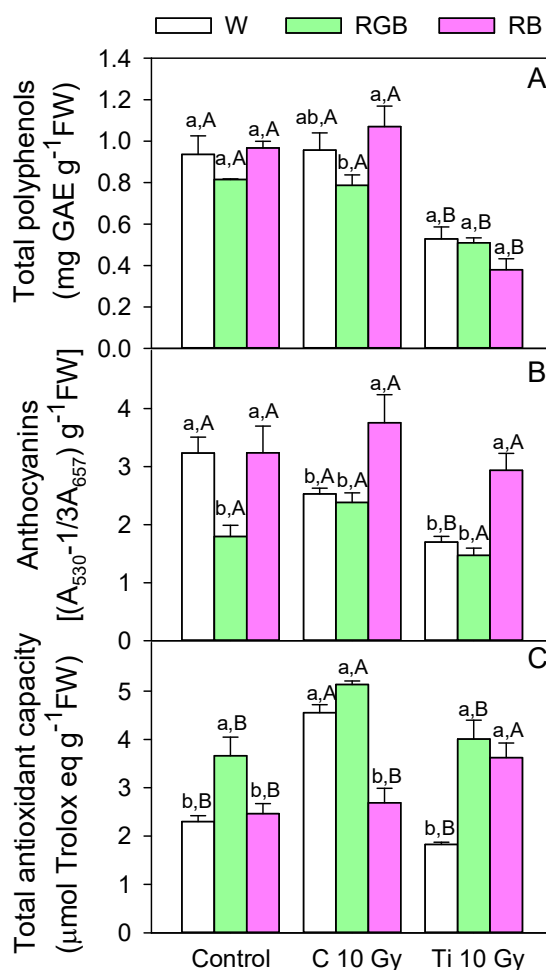 W RGB RB
A
Total polyphenols
(mg GAE g⁻¹FW)
1.4
1.2
1.0
0.8
0.6
0.4
0.2
0.0
a,A a,A a,A ab,A b,A a,A a,B a,B a,B
B
Anthocyanins
[(A₅₃₀-1/3A₆₅₇) g⁻¹FW]
4
3
2
1
0
a,A b,A a,A b,A b,A a,A b,B b,A a,A
C
Total antioxidant capacity
(μmol Trolox eq g⁻¹FW)
5
4
3
2
1
0
b,B a,B b,B a,A a,A b,B b,B a,B a,A
Control C 10 Gy Ti 10 Gy